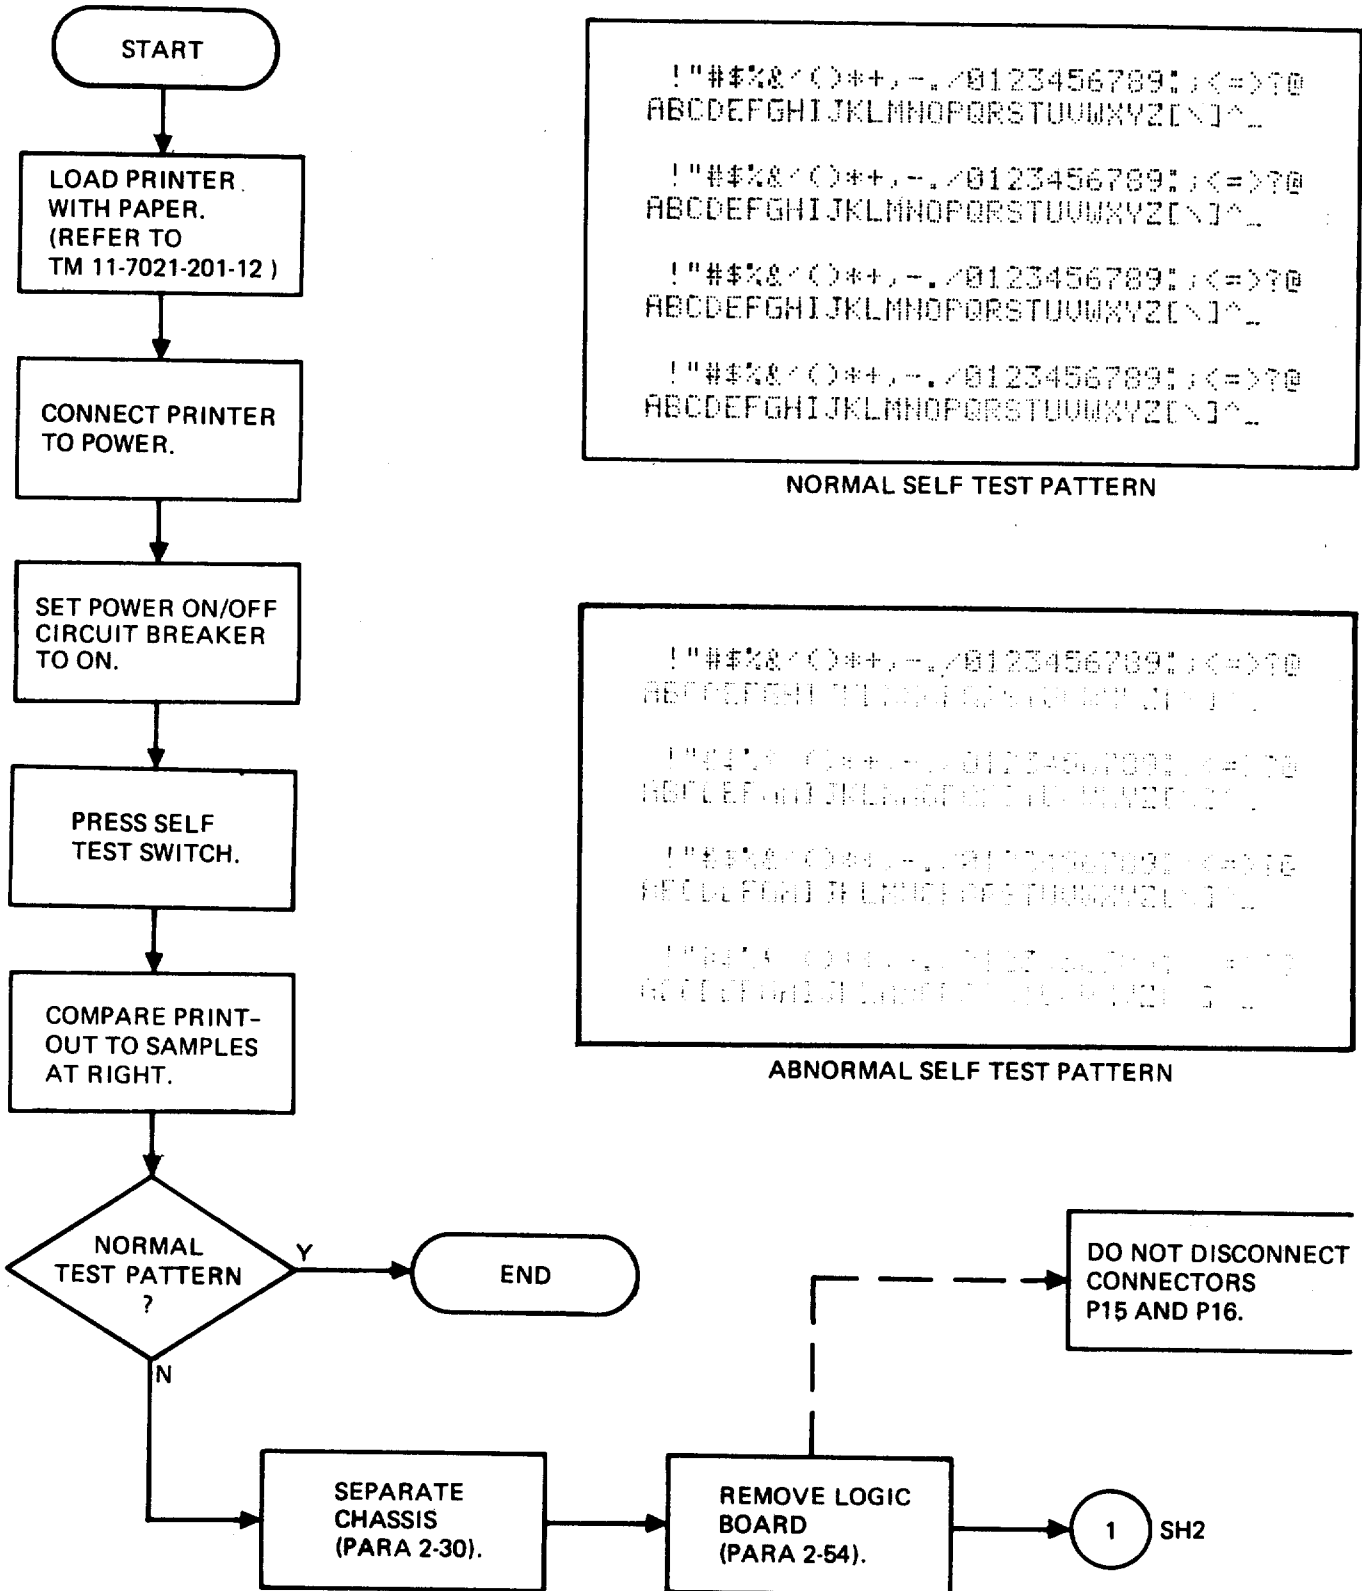 START
LOAD PRINTER
WITH PAPER.
(REFER TO
TM 11-7021-201-12 )
CONNECT PRINTER
TO POWER.
SET POWER ON/OFF
CIRCUIT BREAKER
TO ON.
PRESS SELF
TEST SWITCH.
COMPARE PRINT-
OUT TO SAMPLES
AT RIGHT.
NORMAL
TEST PATTERN
?
Y
END
N
SEPARATE
CHASSIS
(PARA 2-30).
REMOVE LOGIC
BOARD
(PARA 2-54).
DO NOT DISCONNECT
CONNECTORS
P15 AND P16.
1
SH2
!"#$%&'()*+,-./0123456789:;<=>?@
ABCDEFGHIJKLMNOPQRSTUVWXYZ[\]^_
!"#$%&'()*+,-./0123456789:;<=>?@
ABCDEFGHIJKLMNOPQRSTUVWXYZ[\]^_
!"#$%&'()*+,-./0123456789:;<=>?@
ABCDEFGHIJKLMNOPQRSTUVWXYZ[\]^_
!"#$%&'()*+,-./0123456789:;<=>?@
ABCDEFGHIJKLMNOPQRSTUVWXYZ[\]^_
NORMAL SELF TEST PATTERN
!"#$%&'()*+,-./0123456789:;<=>?@
ABNORMAL SELF TEST PATTERN